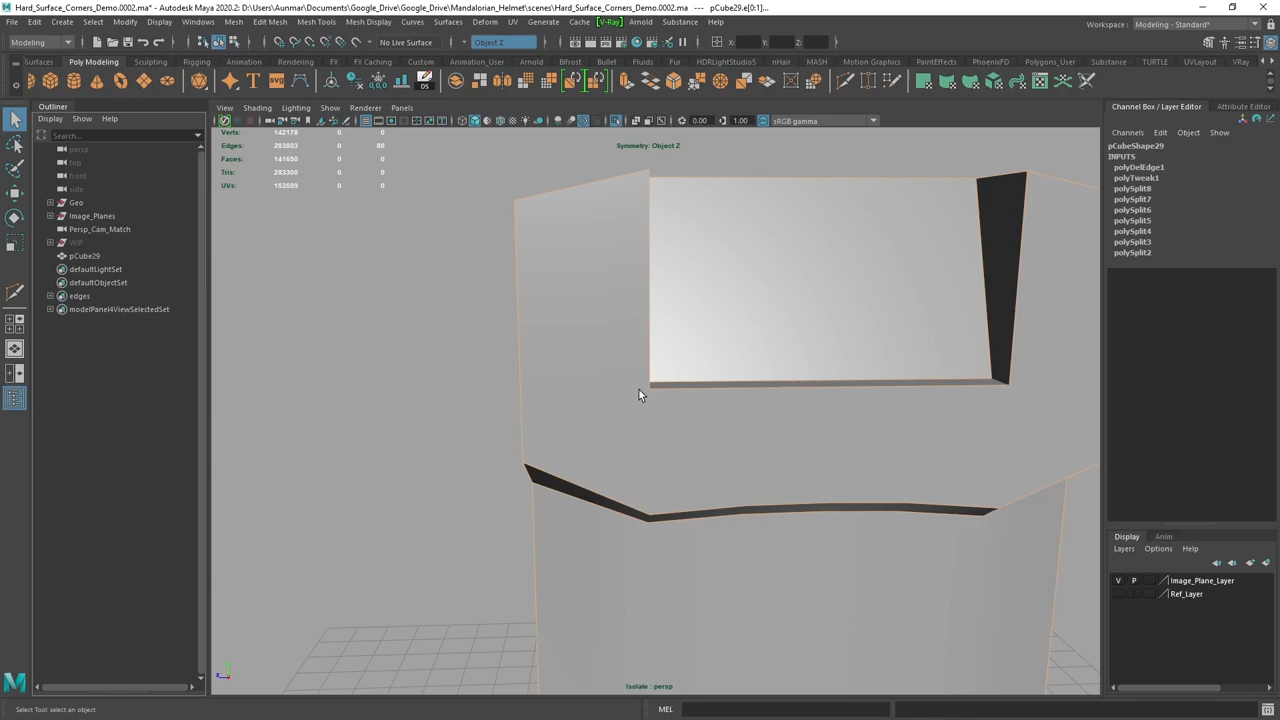 Hard_Surface_Corners_Demo.0002.ma* - Autodesk Maya 2020.2: D:\Users\Aunmar\Documents\Google_Drive\Google_Drive\Mandalorian_Helmet\scenes\Hard_Surface_Corners_Demo.0002.ma --- pCube29.e[0:1]...
File Edit Create Select Modify Display Windows Mesh Edit Mesh Mesh Tools Mesh Display Curves Surfaces Deform UV Generate Cache [V-Ray] Arnold Substance Help
Workspace : Modeling - Standard*
Modeling No Live Surface Object Z X: Y: Z:
Surfaces Poly Modeling Sculpting Rigging Animation Rendering FX FX Caching Custom Animation_User Arnold Bifrost Bullet Fluids Fur HDRLightStudio5 nHair MASH Motion Graphics PaintEffects PhoenixFD Polygons_User Substance TURTLE UVLayout VRay
SVG DS
Outliner
Display Show Help
Search...
persp
top
front
side
Geo
Image_Planes
Persp_Cam_Match
WIP
pCube29
defaultLightSet
defaultObjectSet
edges
modelPanel4ViewSelectedSet
View Shading Lighting Show Renderer Panels
0.00 1.00 sRGB gamma
Verts: 142178 0 0
Edges: 283803 0 80
Faces: 141650 0 0
Tris: 283300 0 0
UVs: 153599 0 0
Symmetry: Object Z
Isolate : persp
Channel Box / Layer Editor Attribute Editor
Channels Edit Object Show
pCubeShape29
INPUTS
polyDelEdge1
polyTweak1
polySplit8
polySplit7
polySplit6
polySplit5
polySplit4
polySplit3
polySplit2
Display Anim
Layers Options Help
V P Image_Plane_Layer
Ref_Layer
Select Tool: select an object
MEL